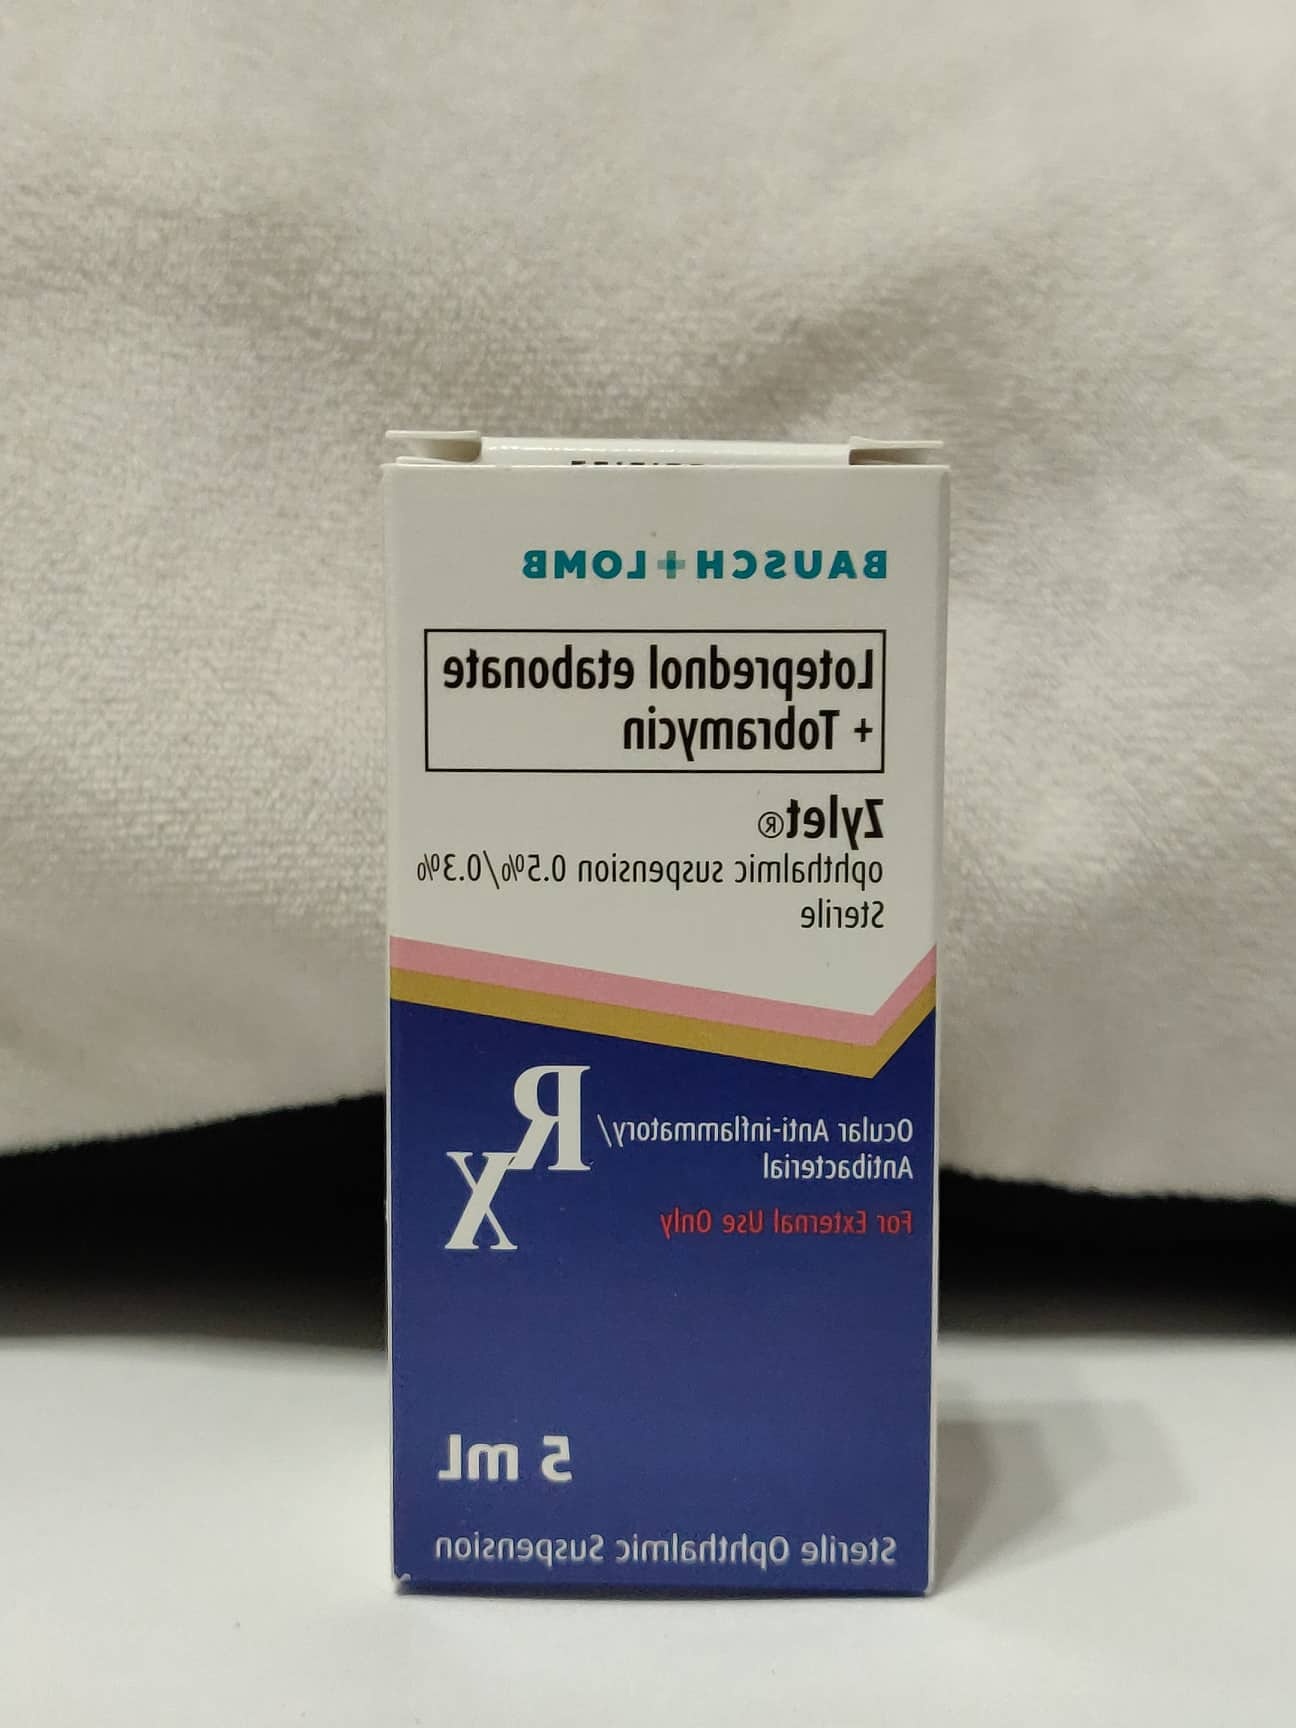 BAUSCH + LOMB
Loteprednol etabonate
+ Tobramycin
Zylet®
ophthalmic suspension 0.5%/0.3%
Sterile
Rx
Ocular Anti-inflammatory/
Antibacterial
For External Use Only
5 mL
Sterile Ophthalmic Suspension